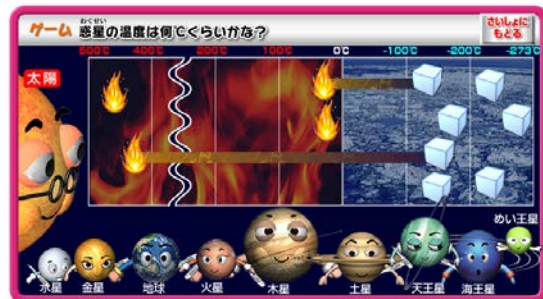 ゲーム 惑星の温度は何℃ぐらいかな?
わくせい
さいしょに
もどる
500℃ 400℃ 300℃ 200℃ 100℃ 0℃ -100℃ -200℃ -273℃
太陽
めい王星
水星 金星 地球 火星 木星 土星 天王星 海王星